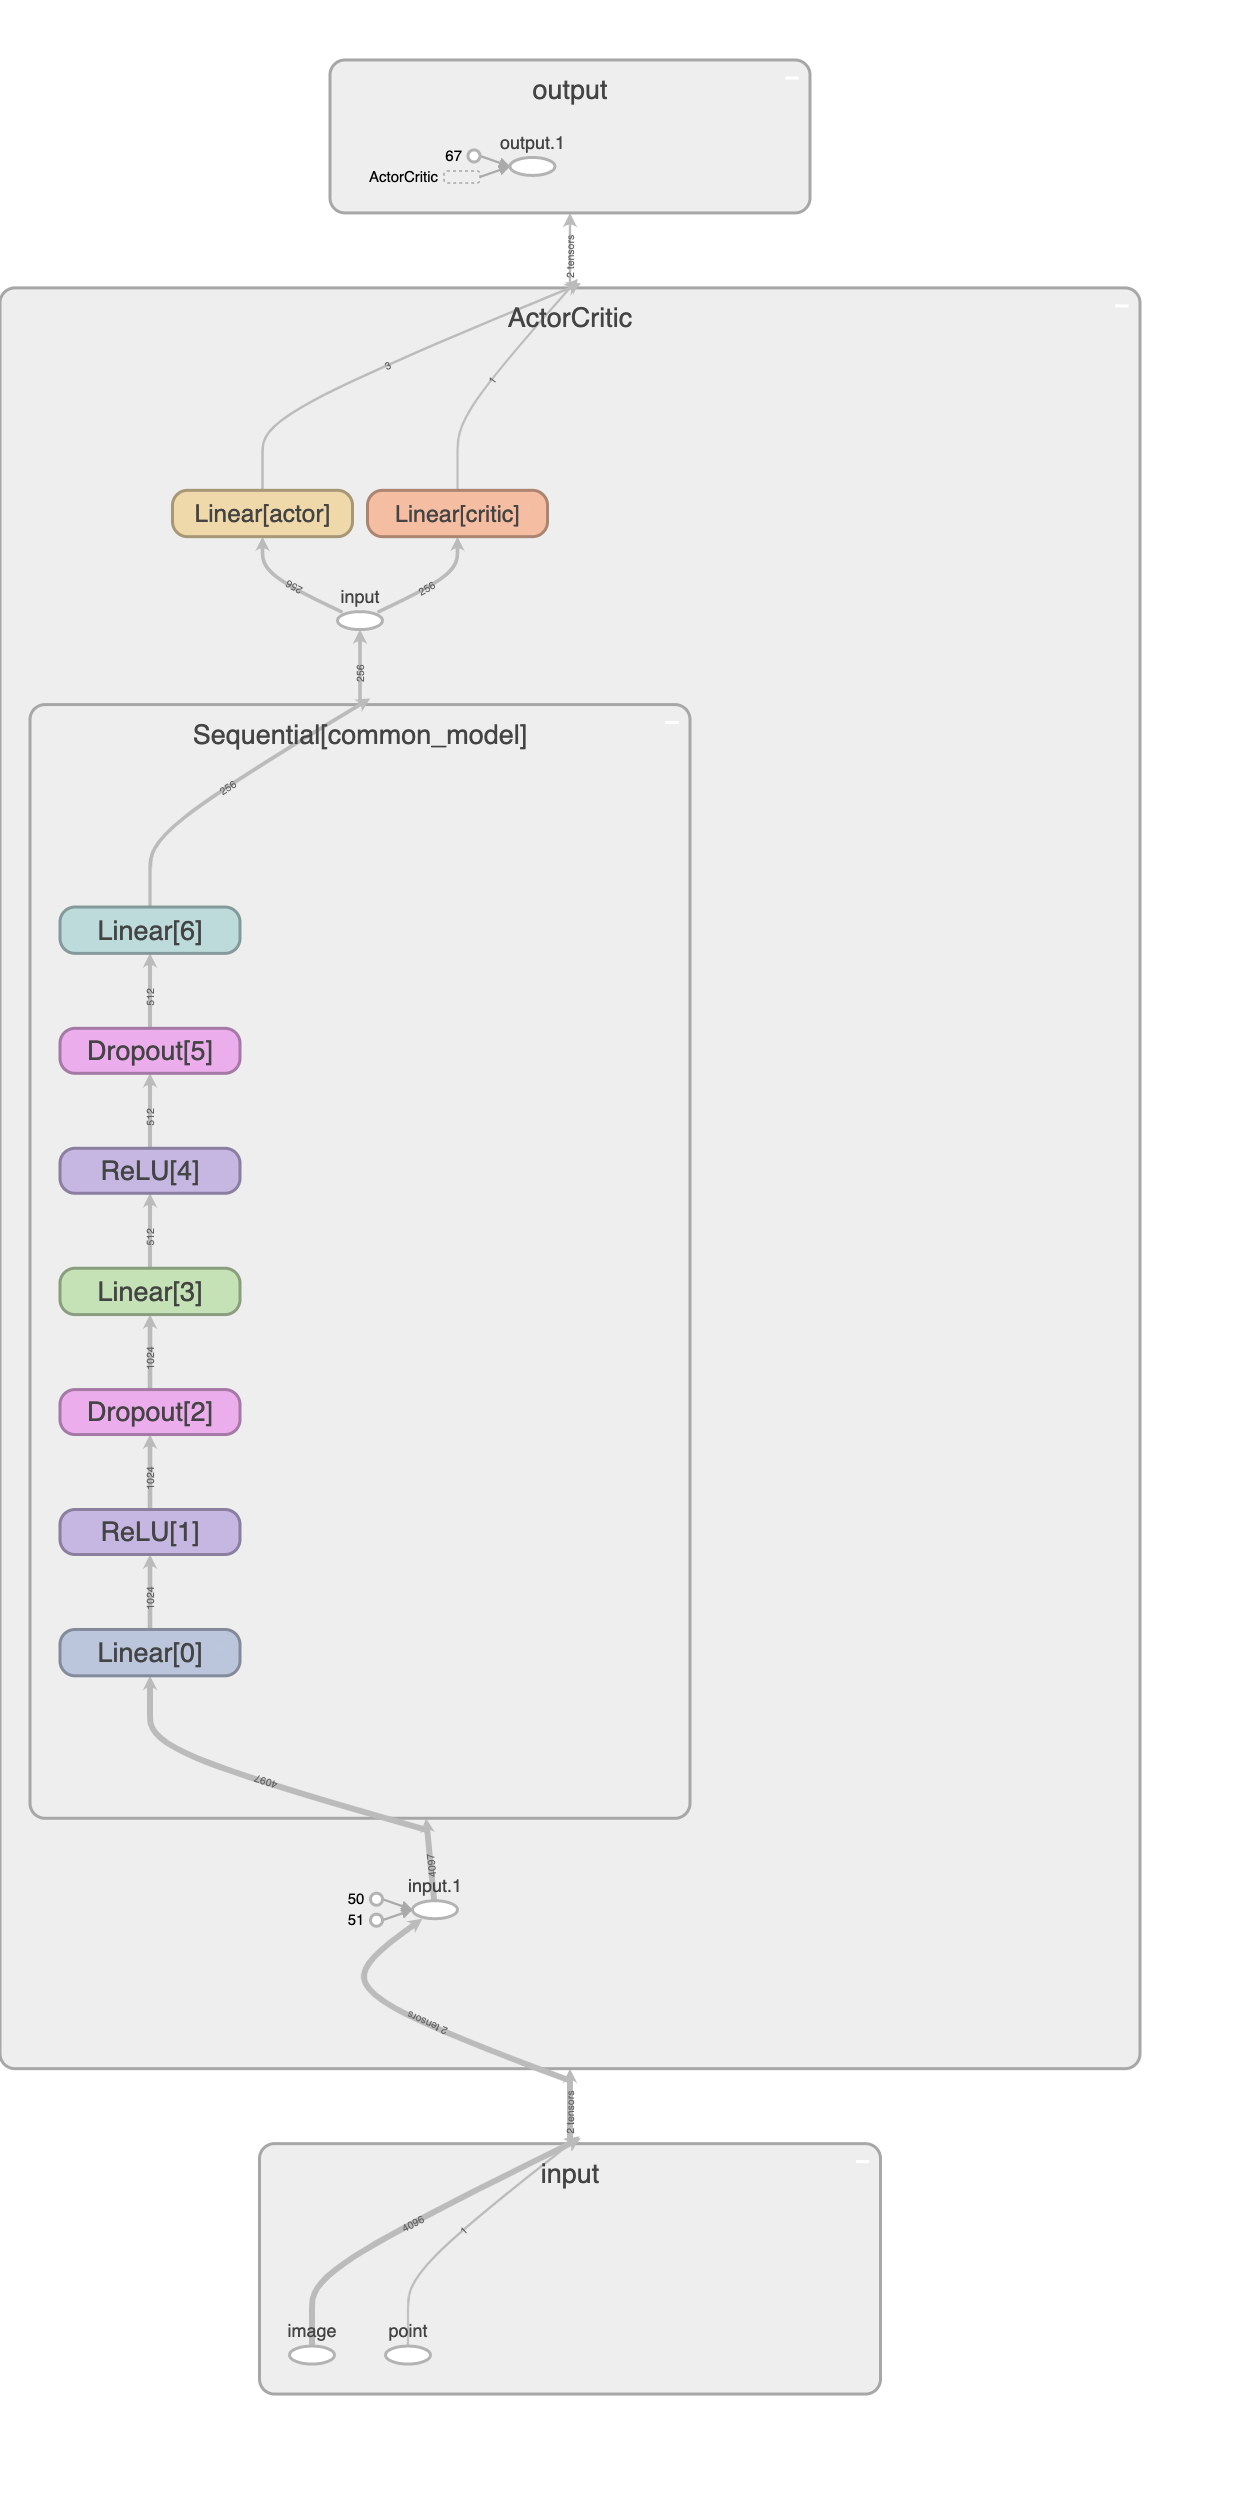 output
output.1
67
ActorCritic
2 tensors
ActorCritic
3
1
Linear[actor]
Linear[critic]
256
256
input
256
Sequential[common_model]
256
Linear[6]
512
Dropout[5]
512
ReLU[4]
512
Linear[3]
1024
Dropout[2]
1024
ReLU[1]
1024
Linear[0]
4097
4097
input.1
50
51
2 tensors
2 tensors
input
4096
1
image
point